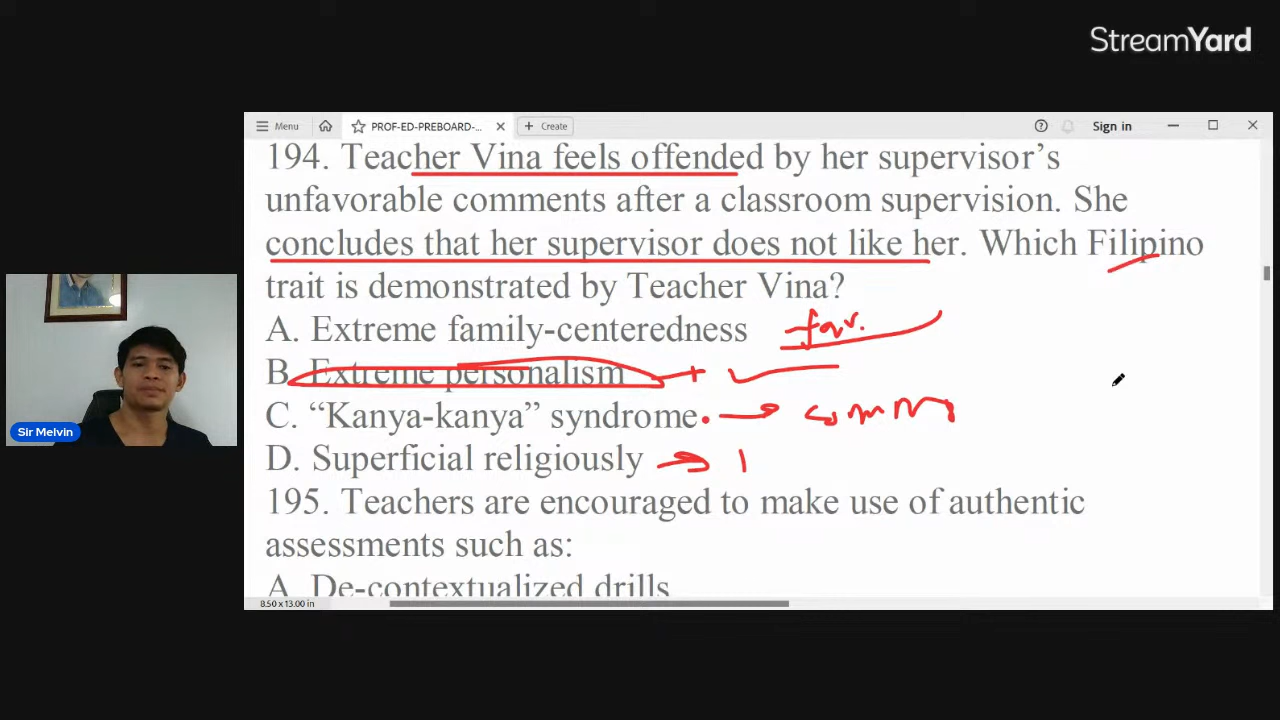 StreamYard
Menu
PROF-ED-PREBOARD-...
Create
Sign in
194. Teacher Vina feels offended by her supervisor's
unfavorable comments after a classroom supervision. She
concludes that her supervisor does not like her. Which Filipino
trait is demonstrated by Teacher Vina?
A. Extreme family-centeredness fav.
B. Extreme personalism
C. “Kanya-kanya” syndrome
D. Superficial religiously
195. Teachers are encouraged to make use of authentic
assessments such as:
A. De-contextualized drills
8.50 x 13.00 in
Sir Melvin